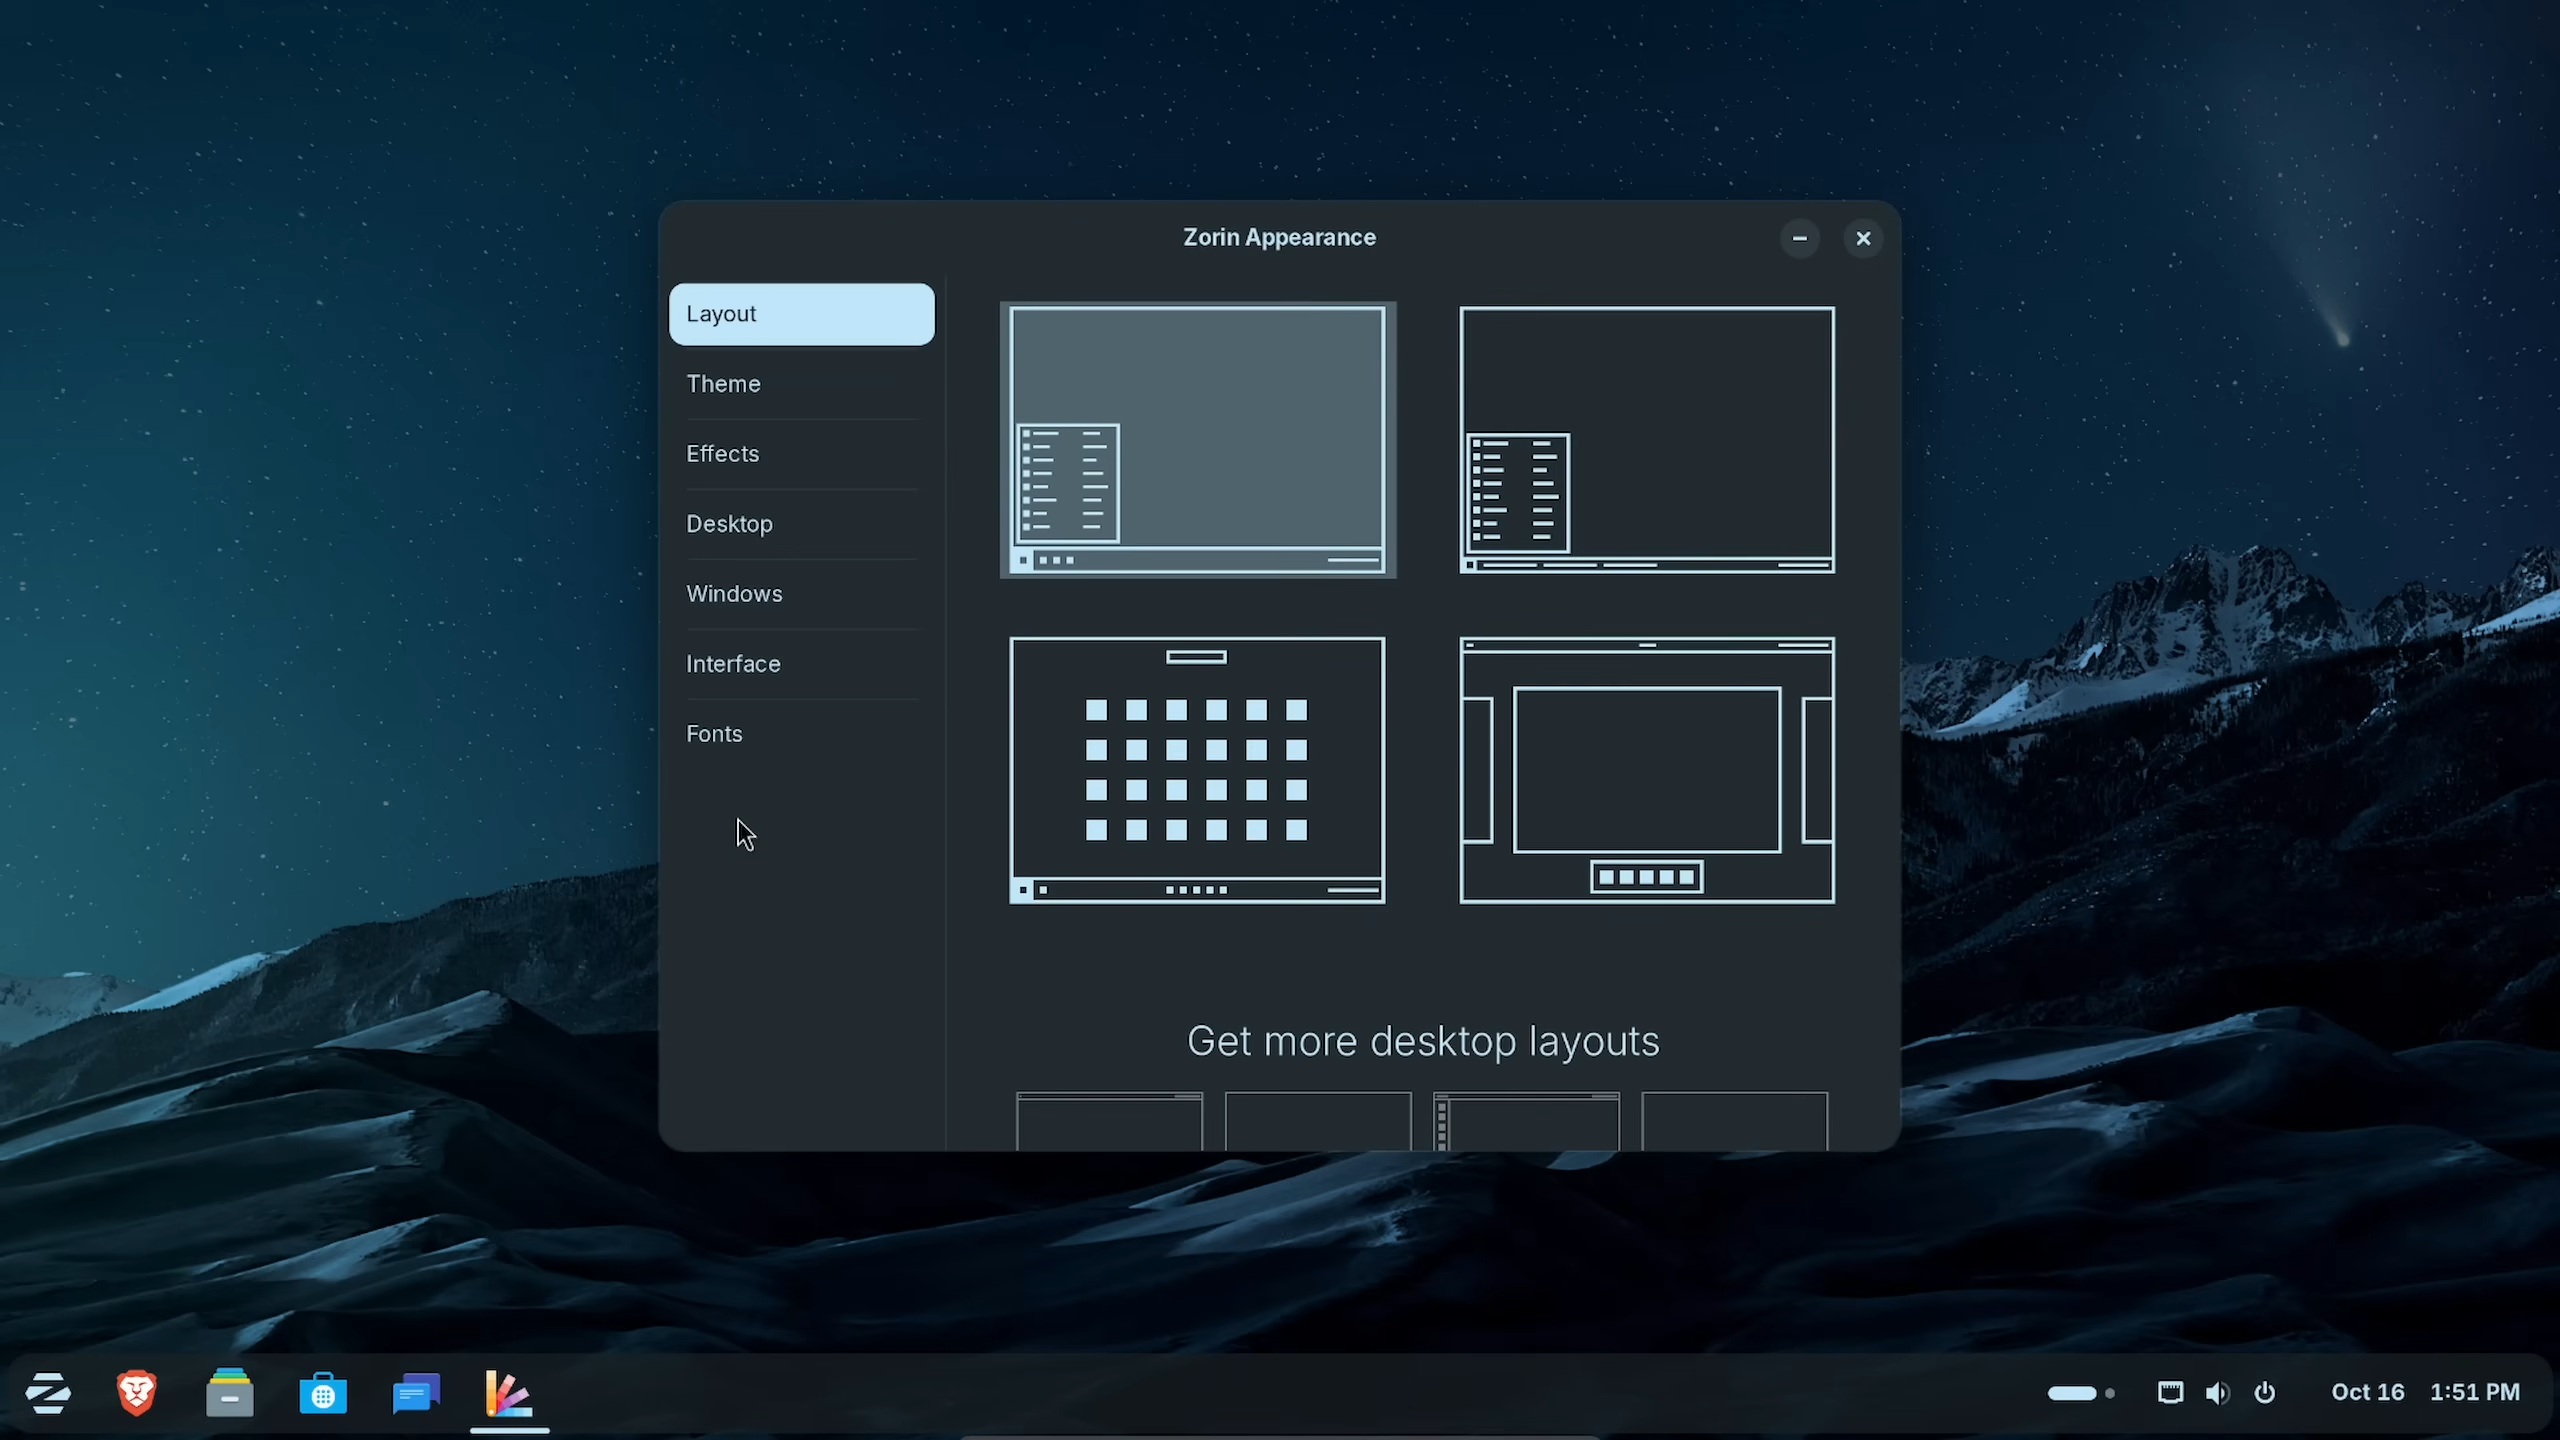 Zorin Appearance
Layout
Theme
Effects
Desktop
Windows
Interface
Fonts
Get more desktop layouts
Oct 16 1:51 PM